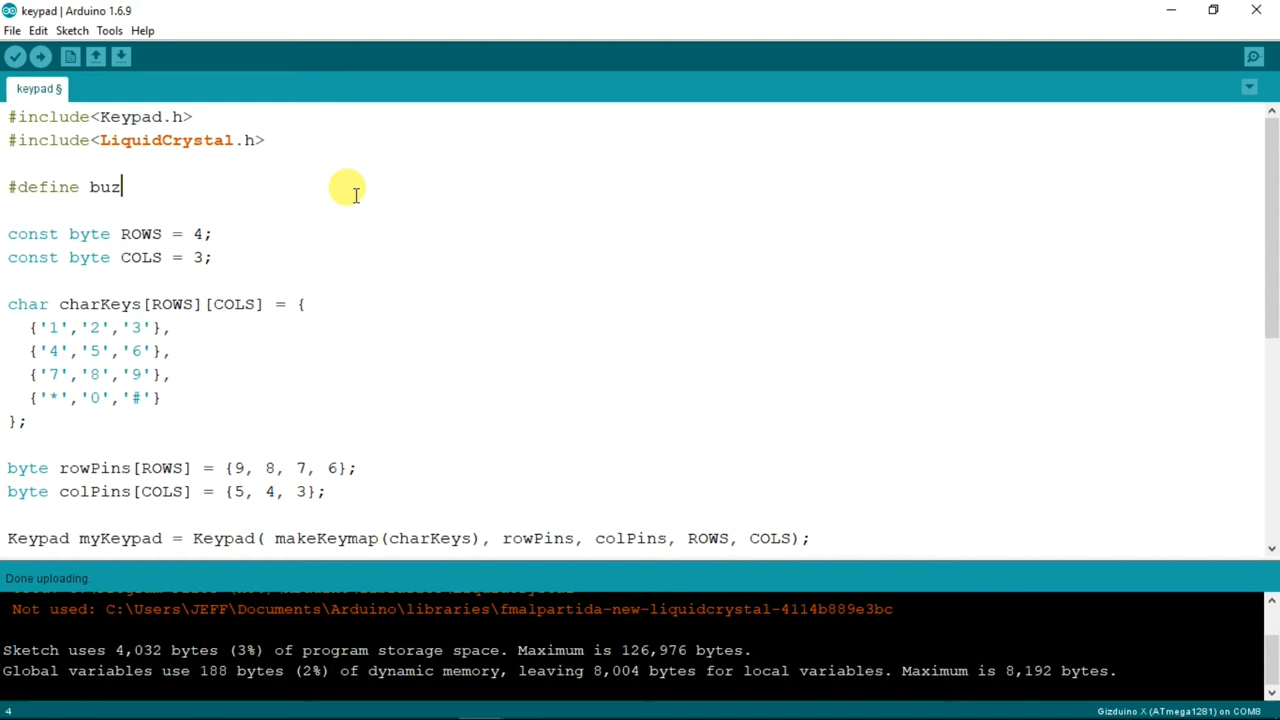 keypad | Arduino 1.6.9
File Edit Sketch Tools Help
keypad §
#include<Keypad.h>
#include<LiquidCrystal.h>
#define buz
const byte ROWS = 4;
const byte COLS = 3;
char charKeys[ROWS][COLS] = {
{'1','2','3'},
{'4','5','6'},
{'7','8','9'},
{'*','0','#'}
};
byte rowPins[ROWS] = {9, 8, 7, 6};
byte colPins[COLS] = {5, 4, 3};
Keypad myKeypad = Keypad( makeKeymap(charKeys), rowPins, colPins, ROWS, COLS);
Done uploading.
Not used: C:\Users\JEFF\Documents\Arduino\libraries\fmalpartida-new-liquidcrystal-4114b889e3bc
Sketch uses 4,032 bytes (3%) of program storage space. Maximum is 126,976 bytes.
Global variables use 188 bytes (2%) of dynamic memory, leaving 8,004 bytes for local variables. Maximum is 8,192 bytes.
4
Gizduino X (ATmega1281) on COM8